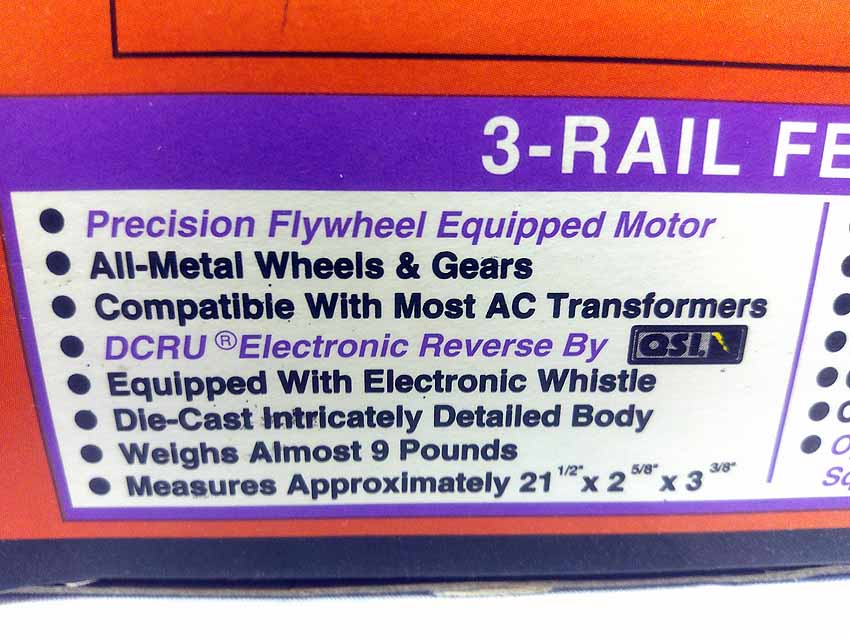 3-RAIL FE
• Precision Flywheel Equipped Motor
• All-Metal Wheels & Gears
• Compatible With Most AC Transformers
• DCRU® Electronic Reverse By QSI.
• Equipped With Electronic Whistle
• Die-Cast Intricately Detailed Body
• Weighs Almost 9 Pounds
• Measures Approximately 21 1/2" x 2 5/8" x 3 3/8"